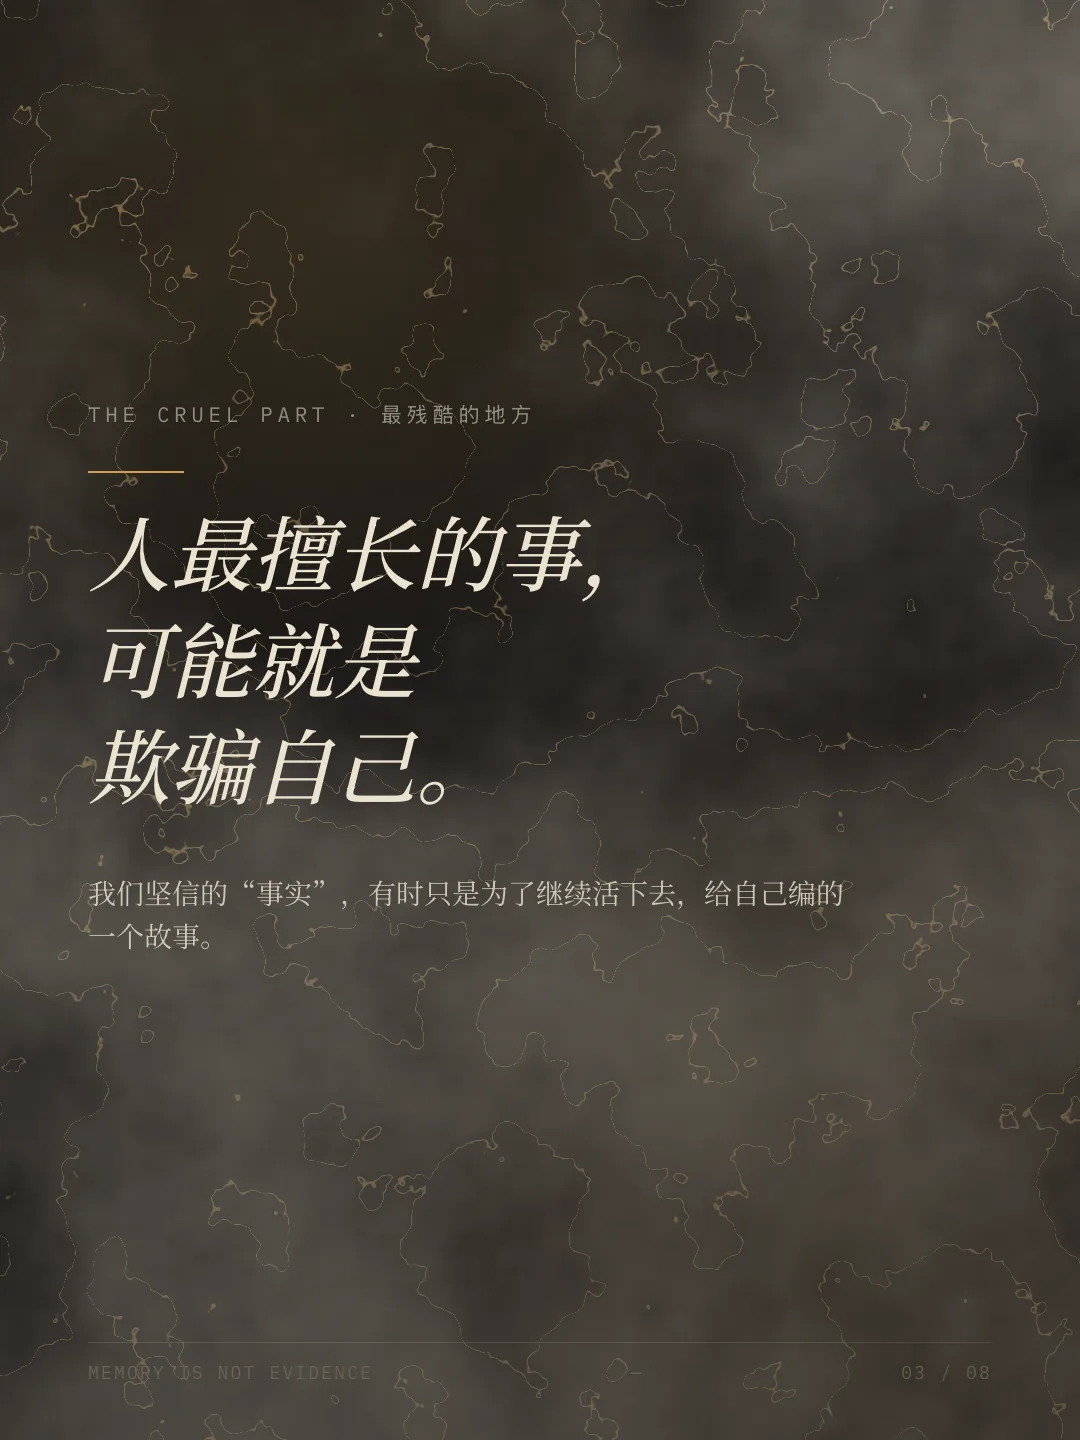 THE CRUEL PART · 最残酷的地方
人最擅长的事，
可能就是
欺骗自己。
我们坚信的“事实”，有时只是为了继续活下去，给自己编的
一个故事。
MEMORY IS NOT EVIDENCE — 03 / 08